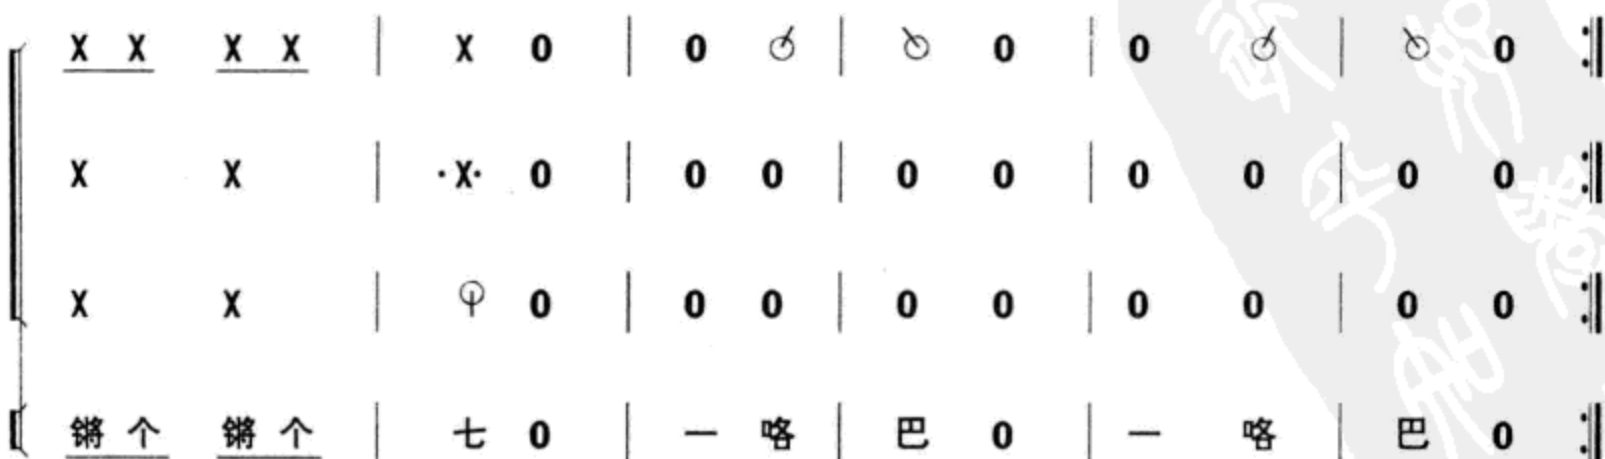 X X X X | X 0 | 0 | 0 | 0 | 0
X X | ·X· 0 | 0 0 | 0 0 | 0 0 | 0 0
X X | 0 | 0 0 | 0 0 | 0 0 | 0 0
锵个 锵个 | 七 0 | 一 咯 | 巴 0 | 一 咯 | 巴 0